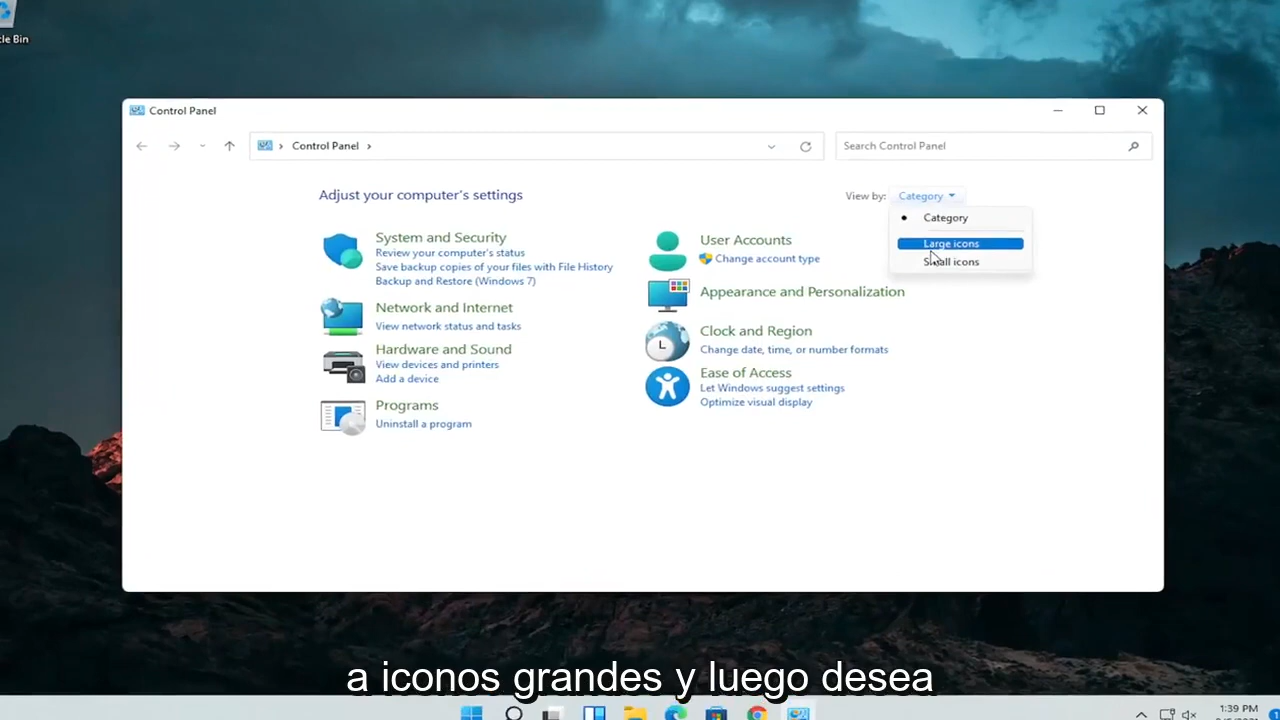 cle Bin
Control Panel
Control Panel
Search Control Panel
Adjust your computer's settings
View by: Category
Category
Large icons
Small icons
System and Security
Review your computer's status
Save backup copies of your files with File History
Backup and Restore (Windows 7)
Network and Internet
View network status and tasks
Hardware and Sound
View devices and printers
Add a device
Programs
Uninstall a program
User Accounts
Change account type
Appearance and Personalization
Clock and Region
Change date, time, or number formats
Ease of Access
Let Windows suggest settings
Optimize visual display
a iconos grandes y luego desea
1:39 PM